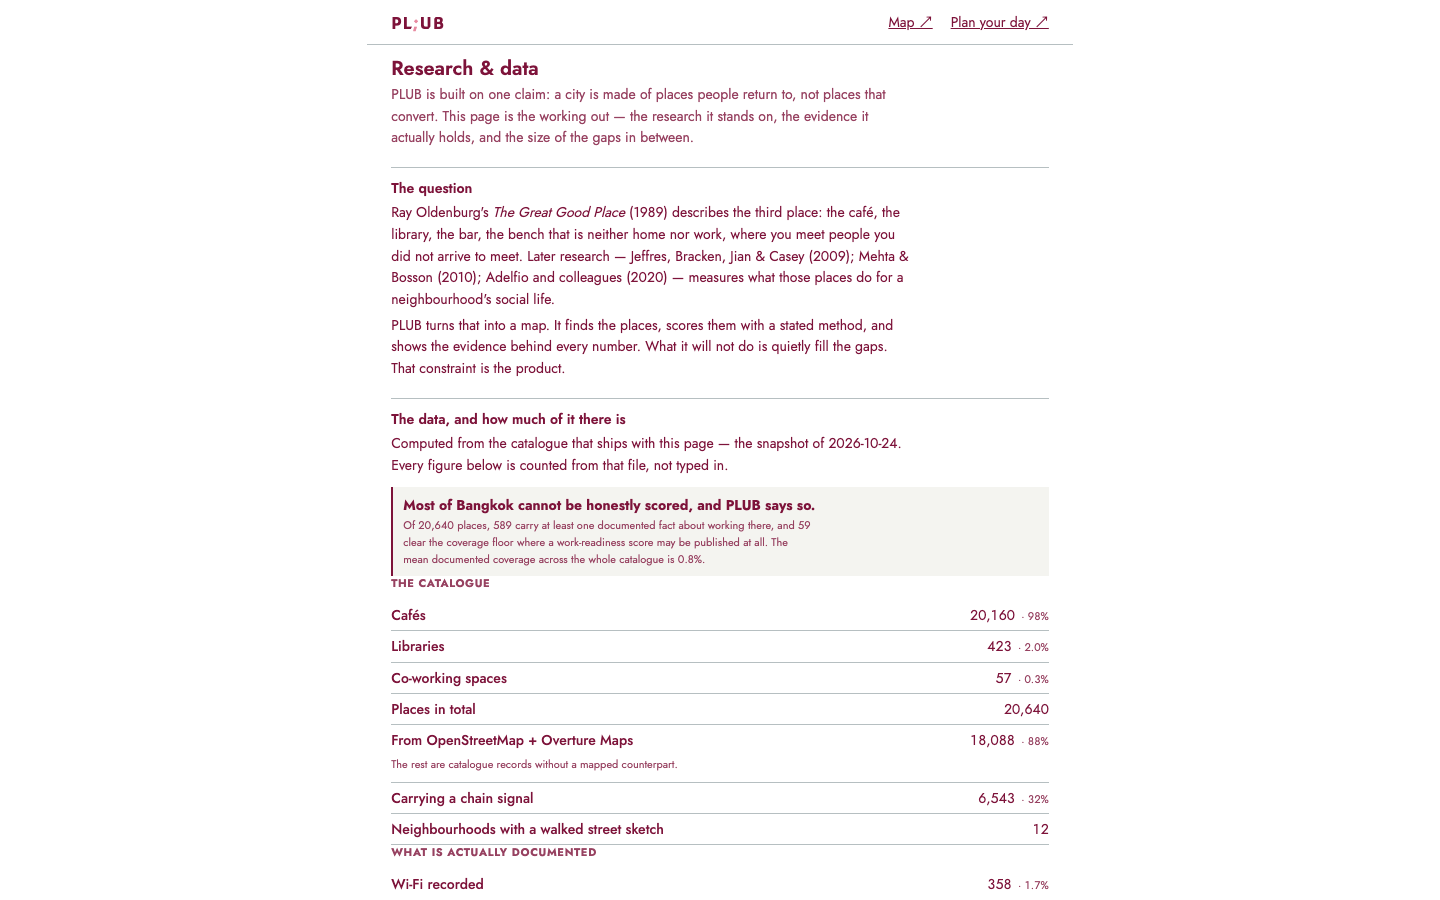 PL;UB
Map ↗ Plan your day ↗
Research & data
PLUB is built on one claim: a city is made of places people return to, not places that
convert. This page is the working out — the research it stands on, the evidence it
actually holds, and the size of the gaps in between.
The question
Ray Oldenburg's The Great Good Place (1989) describes the third place: the café, the
library, the bar, the bench that is neither home nor work, where you meet people you
did not arrive to meet. Later research — Jeffres, Bracken, Jian & Casey (2009); Mehta &
Bosson (2010); Adelfio and colleagues (2020) — measures what those places do for a
neighbourhood's social life.
PLUB turns that into a map. It finds the places, scores them with a stated method, and
shows the evidence behind every number. What it will not do is quietly fill the gaps.
That constraint is the product.
The data, and how much of it there is
Computed from the catalogue that ships with this page — the snapshot of 2026-10-24.
Every figure below is counted from that file, not typed in.
Most of Bangkok cannot be honestly scored, and PLUB says so.
Of 20,640 places, 589 carry at least one documented fact about working there, and 59
clear the coverage floor where a work-readiness score may be published at all. The
mean documented coverage across the whole catalogue is 0.8%.
THE CATALOGUE
Cafés 20,160 · 98%
Libraries 423 · 2.0%
Co-working spaces 57 · 0.3%
Places in total 20,640
From OpenStreetMap + Overture Maps 18,088 · 88%
The rest are catalogue records without a mapped counterpart.
Carrying a chain signal 6,543 · 32%
Neighbourhoods with a walked street sketch 12
WHAT IS ACTUALLY DOCUMENTED
Wi-Fi recorded 358 · 1.7%